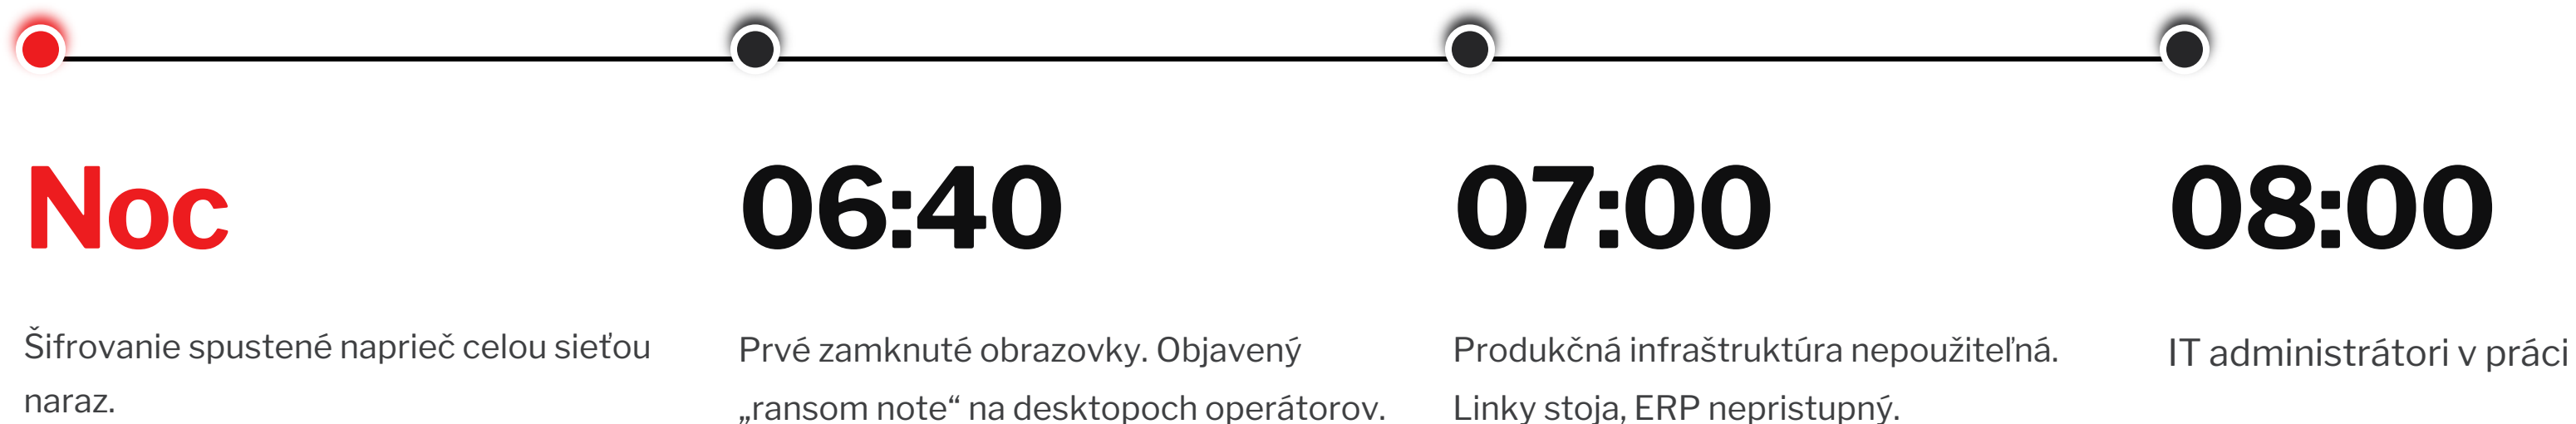 Noc
Šifrovanie spustené naprieč celou sieťou
naraz.
06:40
Prvé zamknuté obrazovky. Objavený
„ransom note“ na desktopoch operátorov.
07:00
Produkčná infraštruktúra nepoužiteľná.
Linky stoja, ERP nepristupný.
08:00
IT administrátori v práci